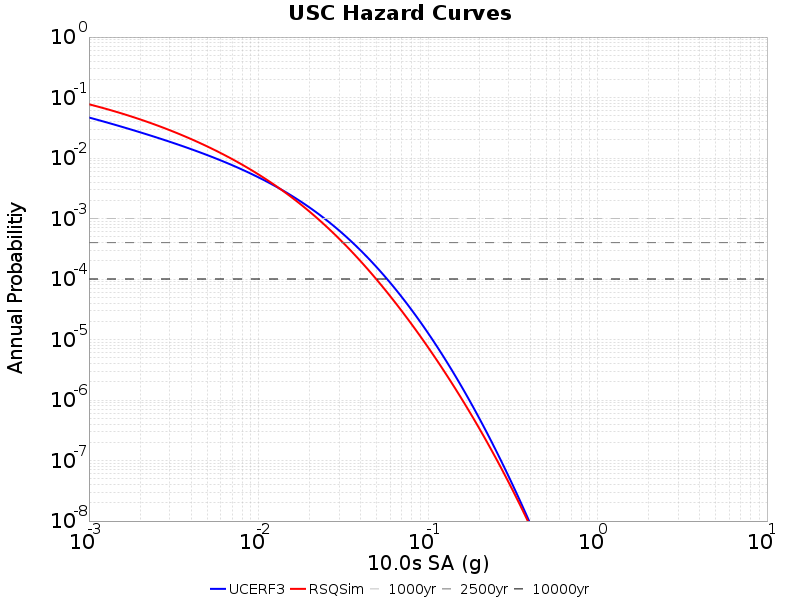 USC Hazard Curves
Annual Probabilitiy
10^0
10^-1
10^-2
10^-3
10^-4
10^-5
10^-6
10^-7
10^-8
10^-3 10^-2 10^-1 10^0 10^1
10.0s SA (g)
UCERF3 RSQSim 1000yr 2500yr 10000yr